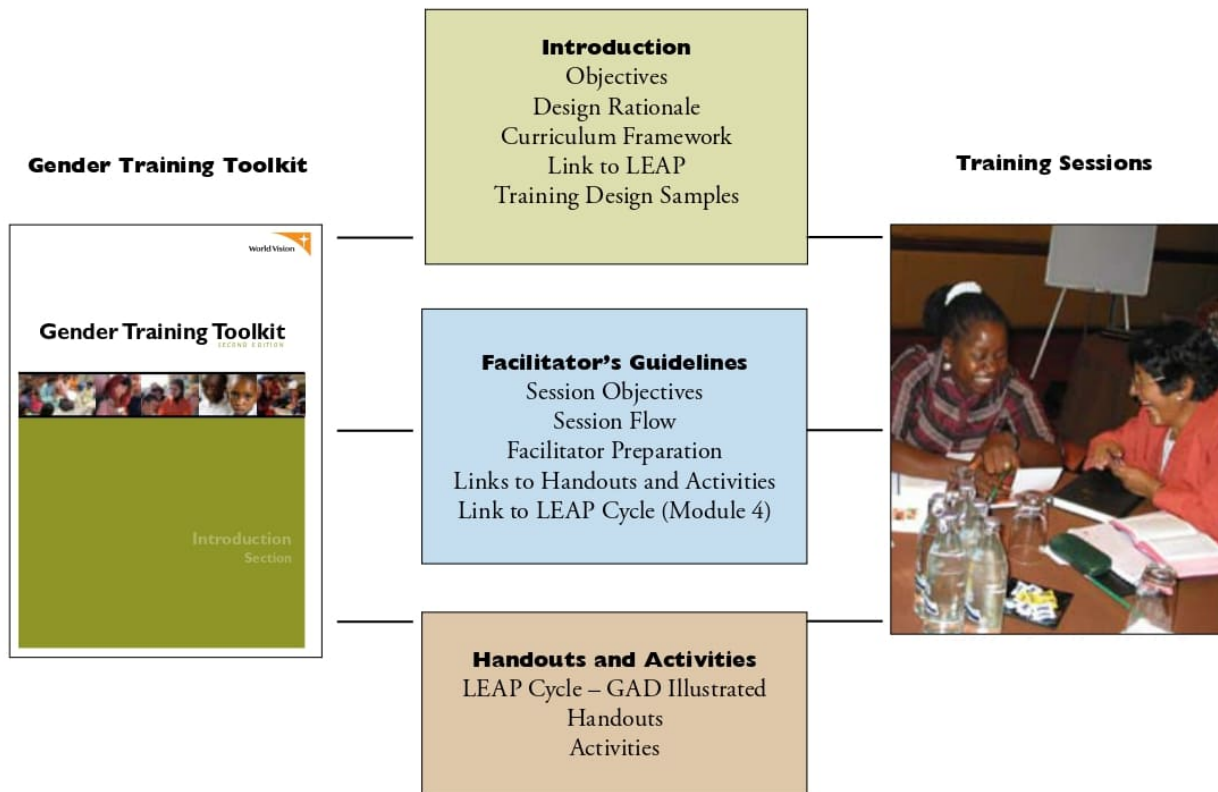 Gender Training Toolkit
World Vision
Gender Training Toolkit
SECOND EDITION
Introduction
Section
Introduction
Objectives
Design Rationale
Curriculum Framework
Link to LEAP
Training Design Samples
Facilitator's Guidelines
Session Objectives
Session Flow
Facilitator Preparation
Links to Handouts and Activities
Link to LEAP Cycle (Module 4)
Handouts and Activities
LEAP Cycle – GAD Illustrated
Handouts
Activities
Training Sessions